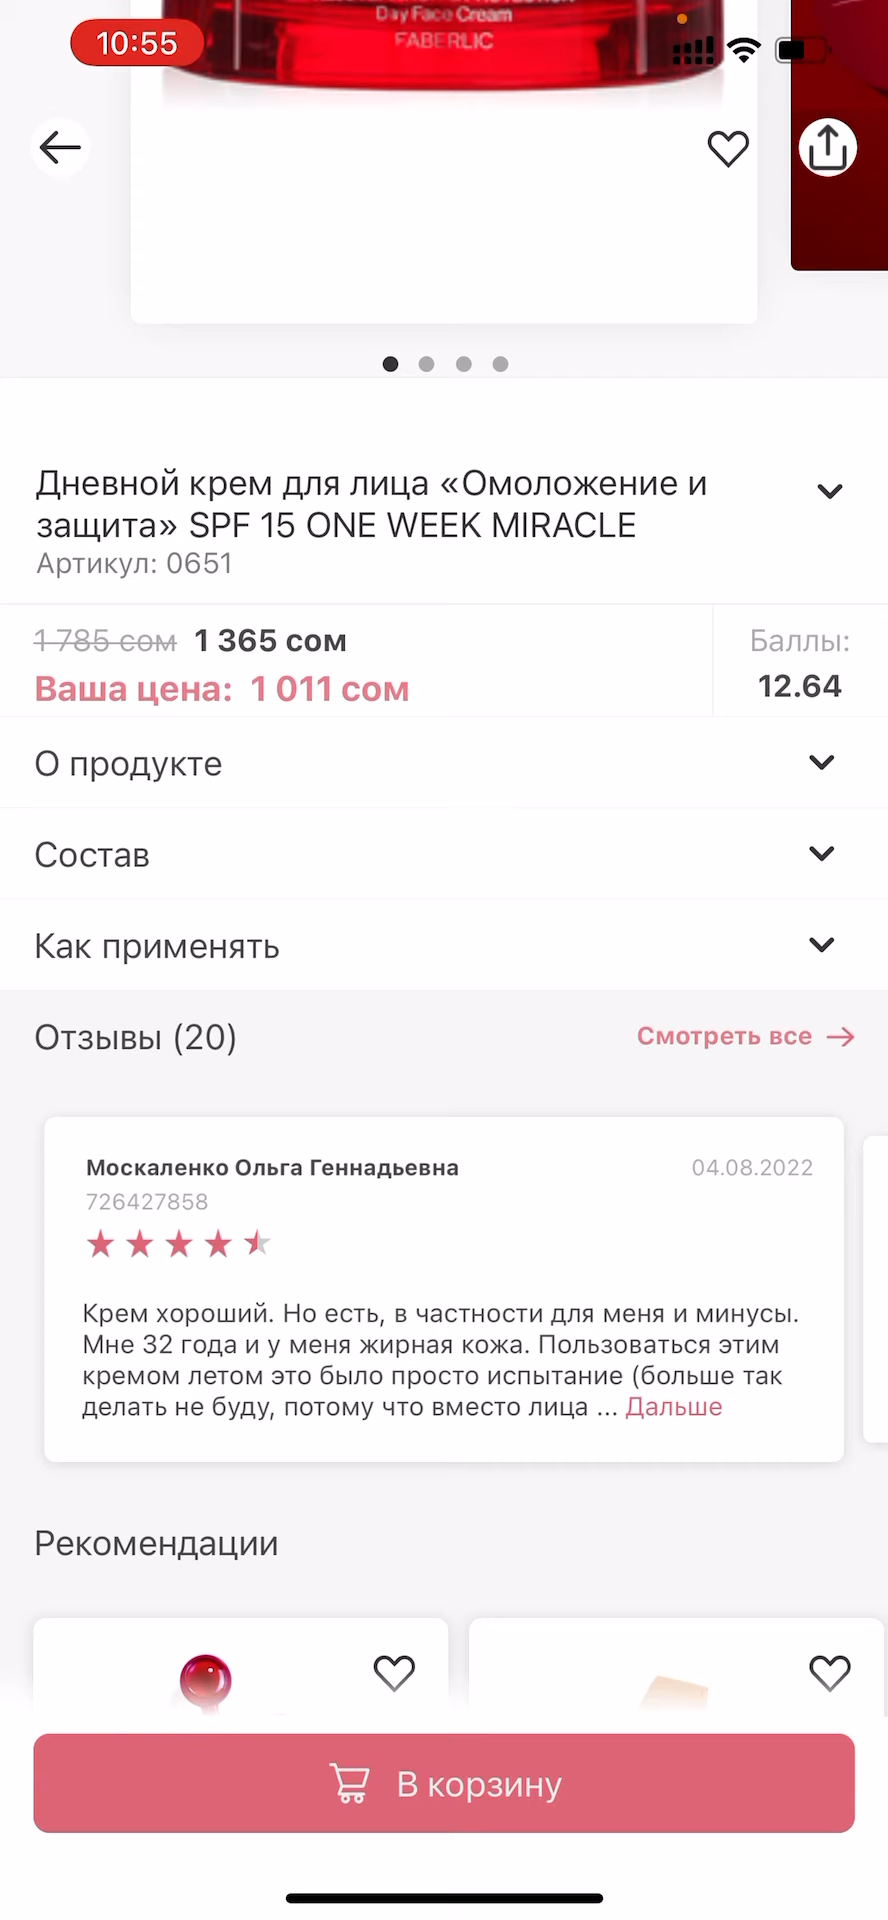 10:55
Day Face Cream
FABERLIC
Дневной крем для лица «Омоложение и
защита» SPF 15 ONE WEEK MIRACLE
Артикул: 0651
1 785 сом 1 365 сом
Баллы:
Ваша цена: 1 011 сом
12.64
О продукте
Состав
Как применять
Отзывы (20)
Смотреть все →
Москаленко Ольга Геннадьевна
04.08.2022
726427858
Крем хороший. Но есть, в частности для меня и минусы.
Мне 32 года и у меня жирная кожа. Пользоваться этим
кремом летом это было просто испытание (больше так
делать не буду, потому что вместо лица ... Дальше
Рекомендации
В корзину